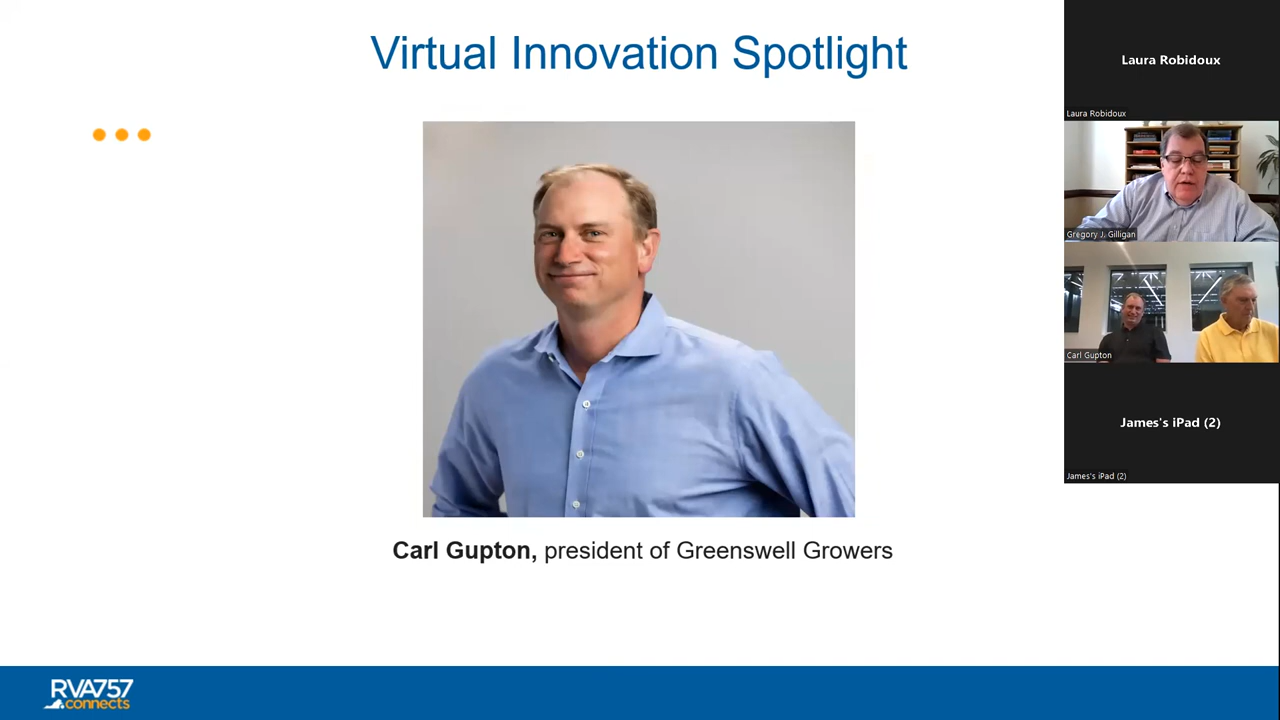 Virtual Innovation Spotlight
Carl Gupton, president of Greenswell Growers
RVA757
connects
Laura Robidoux
Laura Robidoux
Gregory J. Gilligan
Carl Gupton
James's iPad (2)
James's iPad (2)